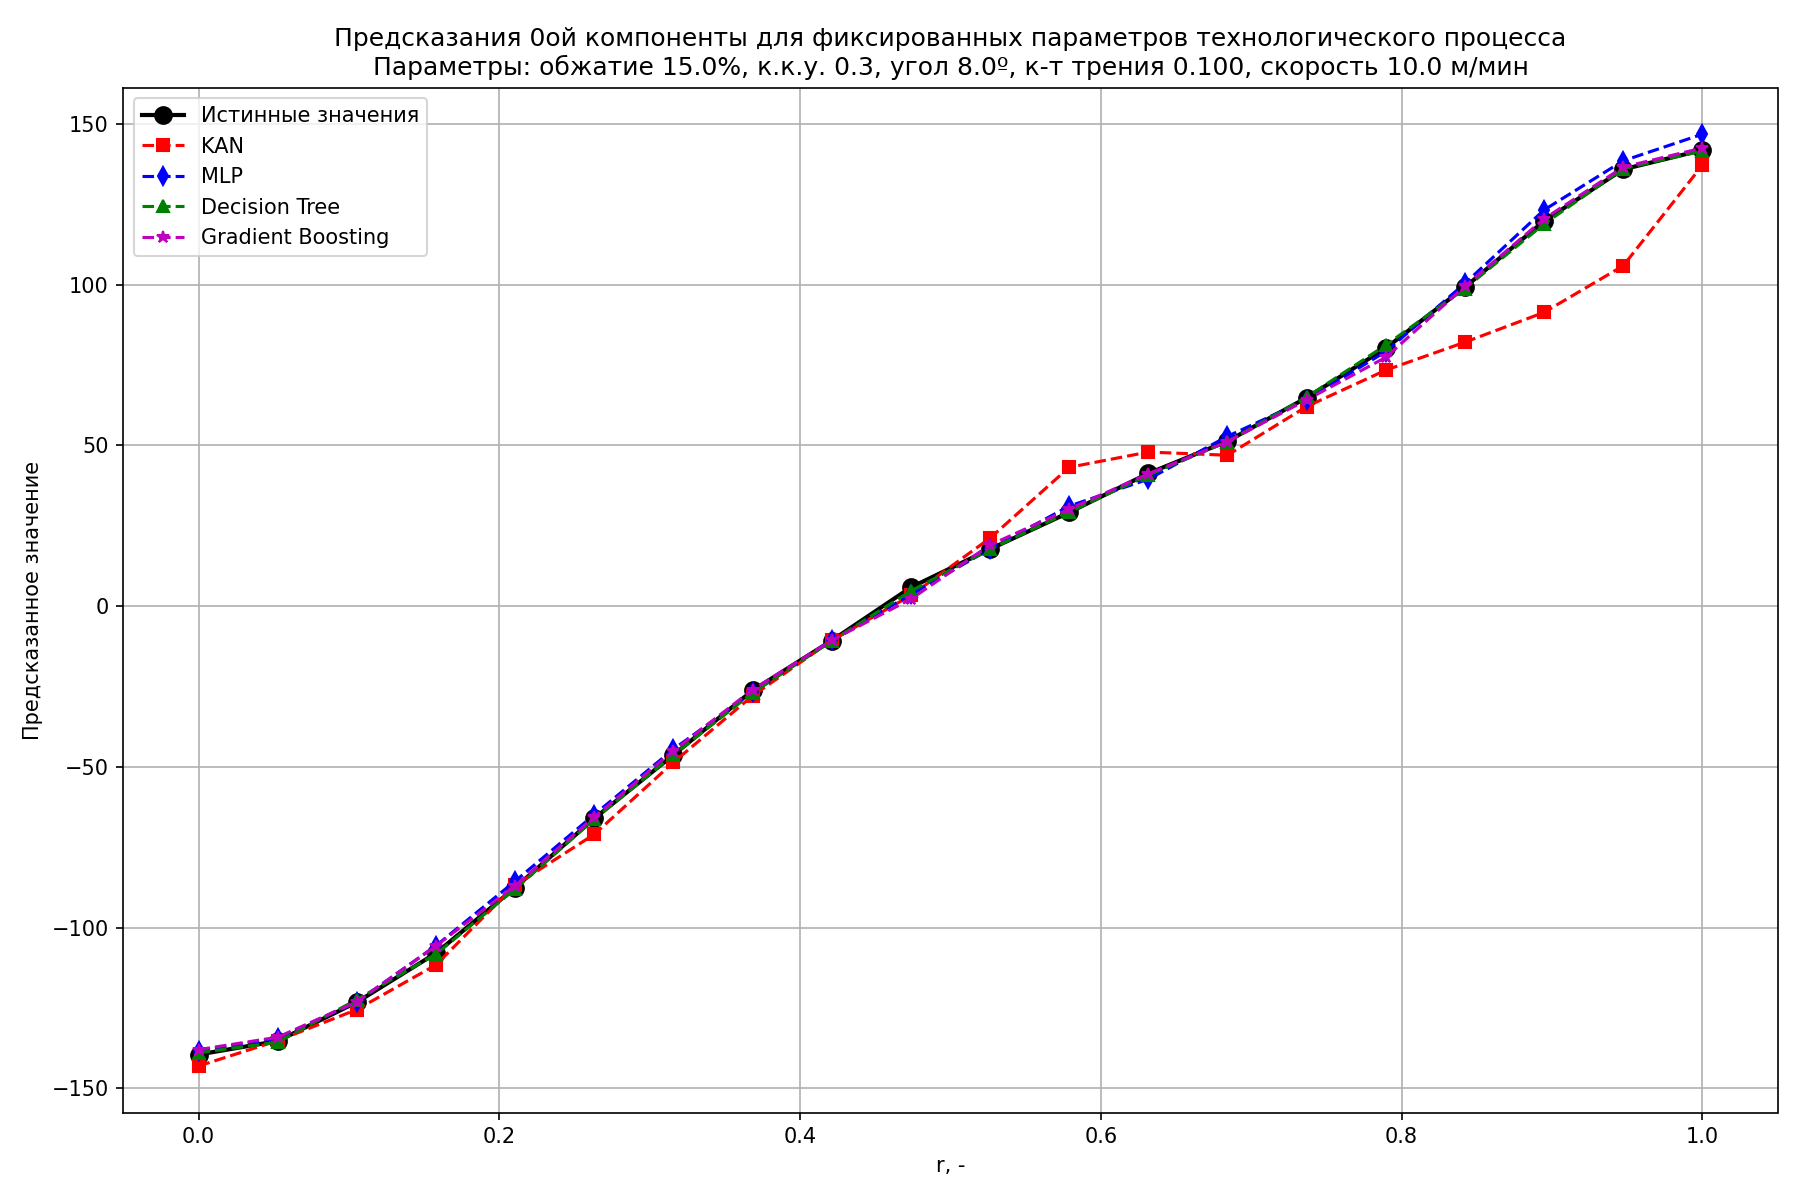 Предсказания 0ой компоненты для фиксированных параметров технологического процесса
Параметры: обжатие 15.0%, к.к.у. 0.3, угол 8.0º, к-т трения 0.100, скорость 10.0 м/мин
Истинные значения
KAN
MLP
Decision Tree
Gradient Boosting
150
100
50
0
−50
−100
−150
Предсказанное значение
0.0
0.2
0.4
0.6
0.8
1.0
r, -